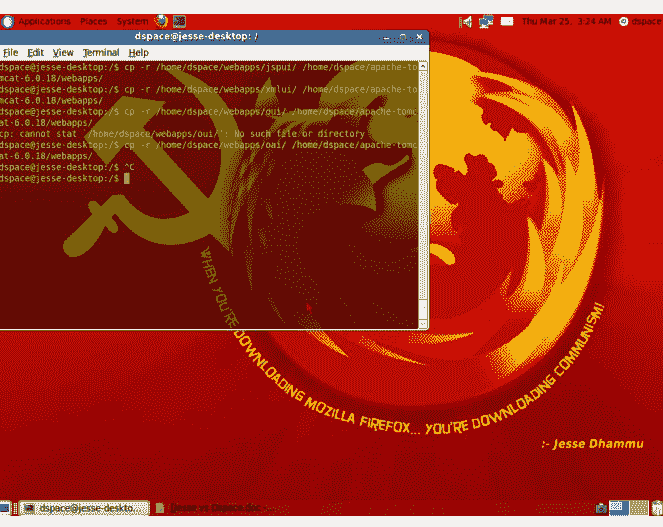 Applications Places System
Thu Mar 25, 3:24 AM dspace
dspace@jesse-desktop: /
File Edit View Terminal Help
dspace@jesse-desktop:/$ cp -r /home/dspace/webapps/jspui/ /home/dspace/apache-to
mcat-6.0.18/webapps/
dspace@jesse-desktop:/$ cp -r /home/dspace/webapps/xmlui/ /home/dspace/apache-to
mcat-6.0.18/webapps/
dspace@jesse-desktop:/$ cp -r /home/dspace/webapps/oui/ /home/dspace/apache-tomc
at-6.0.18/webapps/
cp: cannot stat `/home/dspace/webapps/oui/': No such file or directory
dspace@jesse-desktop:/$ cp -r /home/dspace/webapps/oai/ /home/dspace/apache-tomc
at-6.0.18/webapps/
dspace@jesse-desktop:/$ ^C
dspace@jesse-desktop:/$
WHEN YOU'RE DOWNLOADING MOZILLA FIREFOX... YOU'RE DOWNLOADING COMMUNISM!
:- Jesse Dhammu
dspace@jesse-deskto...